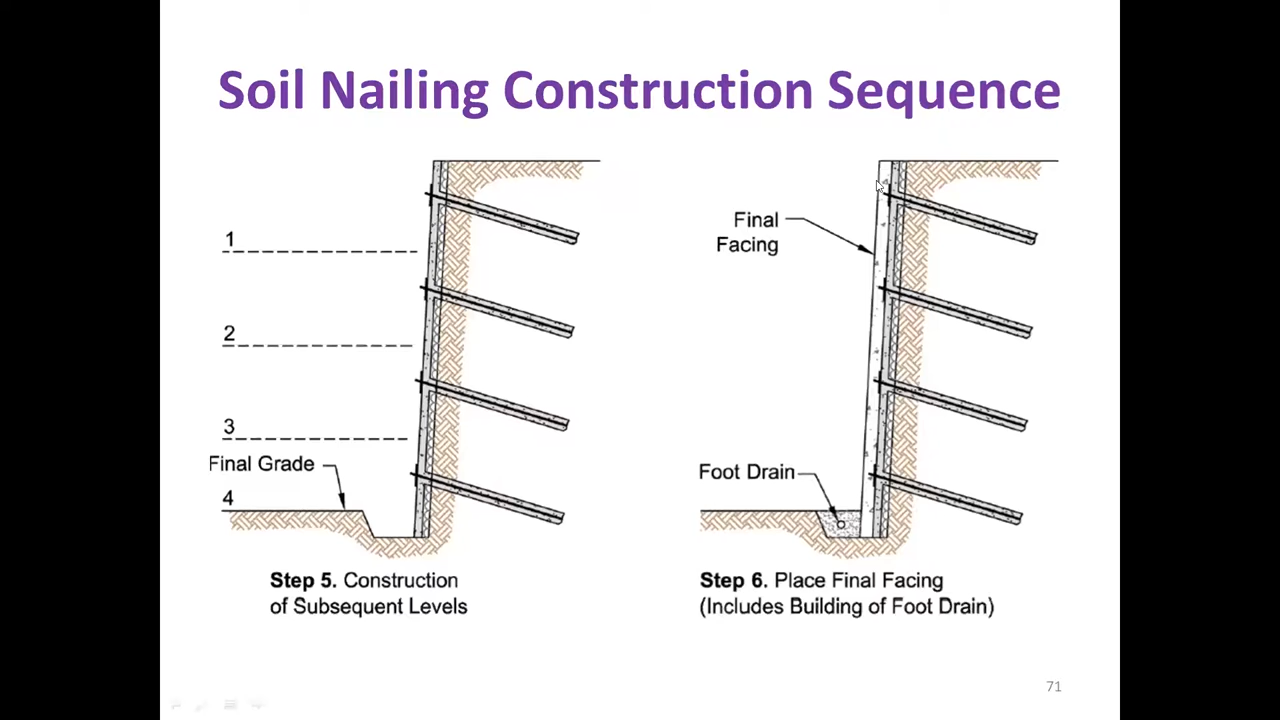 Soil Nailing Construction Sequence
1
2
3
Final Grade
4
Step 5. Construction
of Subsequent Levels
Final
Facing
Foot Drain
Step 6. Place Final Facing
(Includes Building of Foot Drain)
71